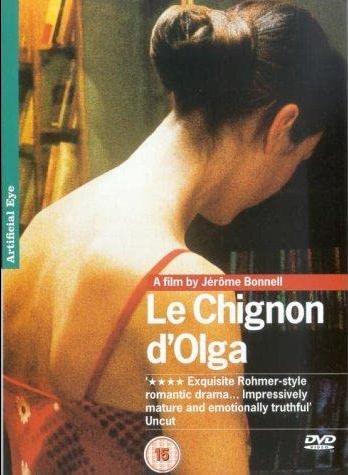 Artificial Eye
A film by Jérôme Bonnell
Le Chignon
d'Olga
'★★★★ Exquisite Rohmer-style
romantic drama... Impressively
mature and emotionally truthful'
Uncut
15
DVD
VIDEO